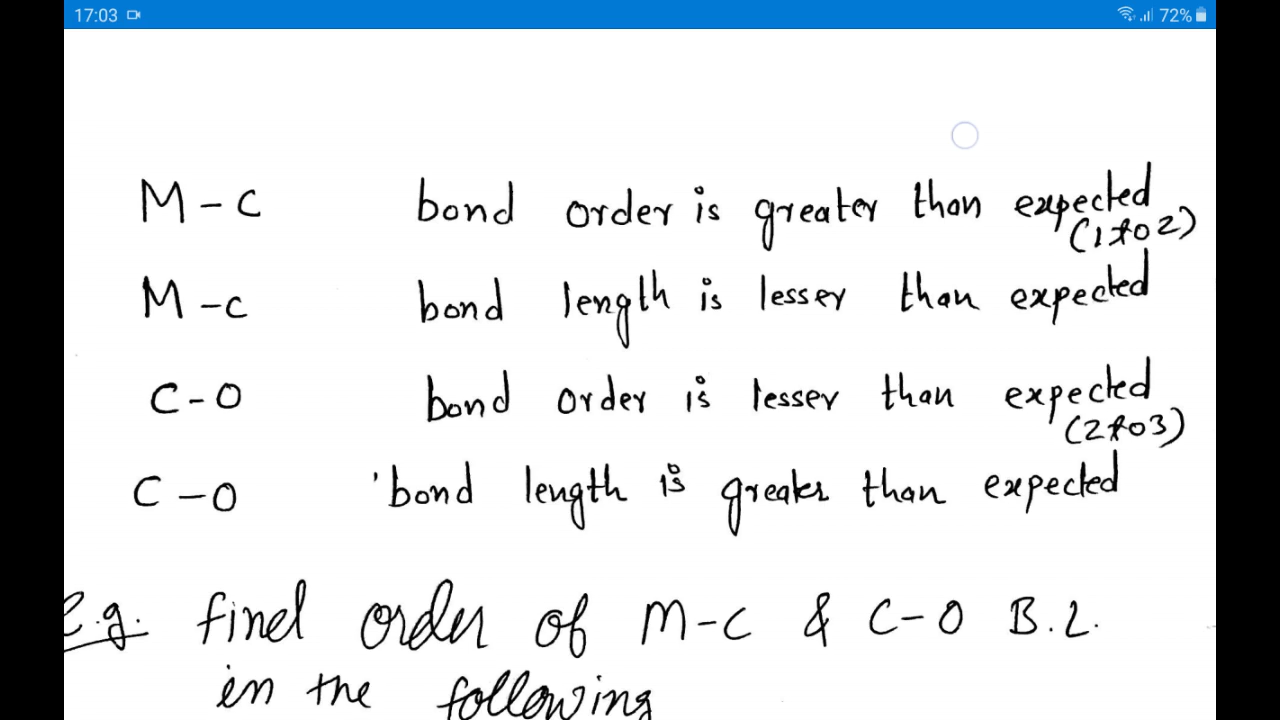 17:03 72%
M-C bond order is greater than expected
(1 to 2)
M-C bond length is lesser than expected
C-O bond order is lesser than expected
(2 to 3)
C-O bond length is greater than expected
e.g. find order of M-C & C-O B.L.
in the following